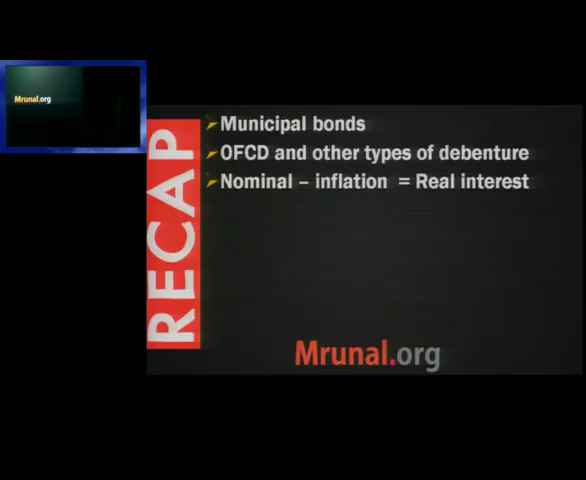 Mrunal.org
Municipal bonds
OFCD and other types of debenture
Nominal – inflation = Real interest
RECAP
Mrunal.org